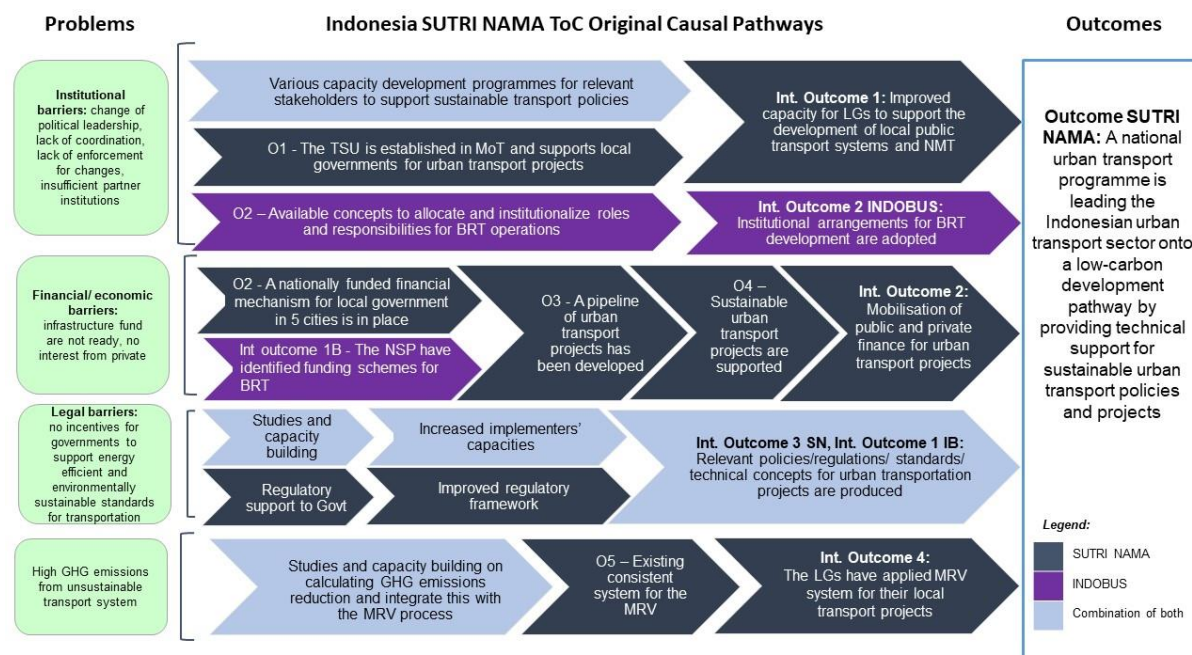 Problems
Indonesia SUTRI NAMA ToC Original Causal Pathways
Outcomes
Institutional
barriers: change of
political leadership,
lack of coordination,
lack of enforcement
for changes,
insufficient partner
institutions
Various capacity development programmes for relevant
stakeholders to support sustainable transport policies
O1 - The TSU is established in MoT and supports local
governments for urban transport projects
Int. Outcome 1: Improved
capacity for LGs to support the
development of local public
transport systems and NMT
O2 – Available concepts to allocate and institutionalize roles
and responsibilities for BRT operations
Int. Outcome 2 INDOBUS:
Institutional arrangements for BRT
development are adopted
Financial/ economic
barriers:
infrastructure fund
are not ready, no
interest from private
O2 - A nationally funded financial
mechanism for local government
in 5 cities is in place
Int outcome 1B - The NSP have
identified funding schemes for
BRT
O3 - A pipeline
of urban
transport
projects has
been developed
O4 –
Sustainable
urban
transport
projects are
supported
Int. Outcome 2:
Mobilisation of
public and private
finance for urban
transport projects
Legal barriers:
no incentives for
governments to
support energy
efficient and
environmentally
sustainable standards
for transportation
Studies and
capacity
building
Increased implementers'
capacities
Regulatory
support to Govt
Improved regulatory
framework
Int. Outcome 3 SN, Int. Outcome 1 IB:
Relevant policies/regulations/ standards/
technical concepts for urban transportation
projects are produced
High GHG emissions
from unsustainable
transport system
Studies and capacity building on
calculating GHG emissions
reduction and integrate this with
the MRV process
O5 – Existing
consistent
system for the
MRV
Int. Outcome 4:
The LGs have applied MRV
system for their local
transport projects
Outcome SUTRI
NAMA: A national
urban transport
programme is
leading the
Indonesian urban
transport sector onto
a low-carbon
development
pathway by
providing technical
support for
sustainable urban
transport policies
and projects
Legend:
SUTRI NAMA
INDOBUS
Combination of both